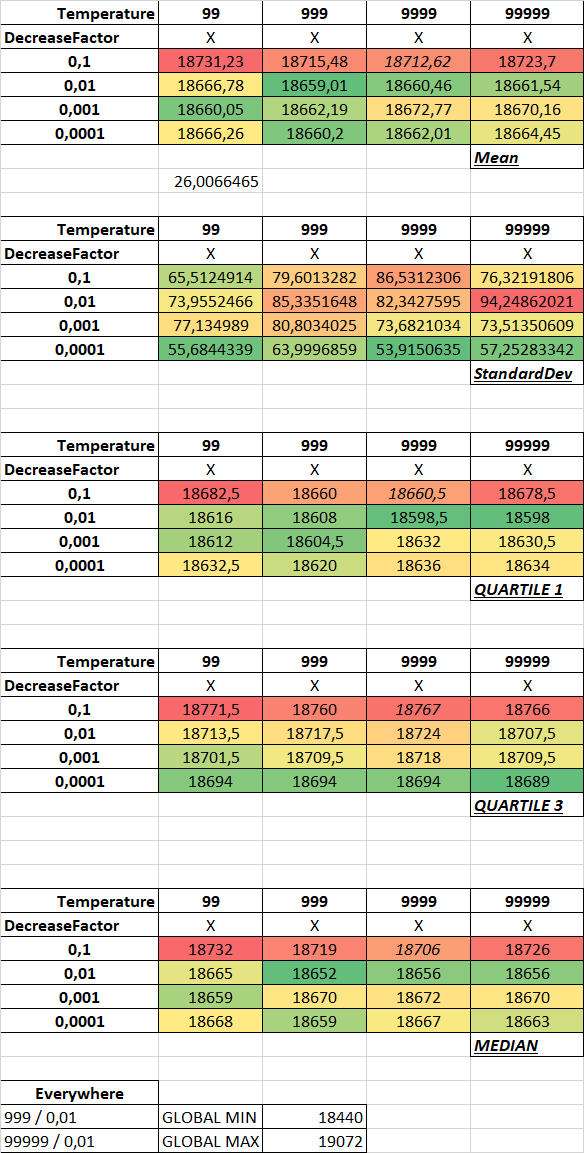 Temperature 99 999 9999 99999
DecreaseFactor X X X X
0,1 18731,23 18715,48 18712,62 18723,7
0,01 18666,78 18659,01 18660,46 18661,54
0,001 18660,05 18662,19 18672,77 18670,16
0,0001 18666,26 18660,2 18662,01 18664,45
Mean
26,0066465
Temperature 99 999 9999 99999
DecreaseFactor X X X X
0,1 65,5124914 79,6013282 86,5312306 76,32191806
0,01 73,9552466 85,3351648 82,3427595 94,24862021
0,001 77,134989 80,8034025 73,6821034 73,51350609
0,0001 55,6844339 63,9996859 53,9150635 57,25283342
StandardDev
Temperature 99 999 9999 99999
DecreaseFactor X X X X
0,1 18682,5 18660 18660,5 18678,5
0,01 18616 18608 18598,5 18598
0,001 18612 18604,5 18632 18630,5
0,0001 18632,5 18620 18636 18634
QUARTILE 1
Temperature 99 999 9999 99999
DecreaseFactor X X X X
0,1 18771,5 18760 18767 18766
0,01 18713,5 18717,5 18724 18707,5
0,001 18701,5 18709,5 18718 18709,5
0,0001 18694 18694 18694 18689
QUARTILE 3
Temperature 99 999 9999 99999
DecreaseFactor X X X X
0,1 18732 18719 18706 18726
0,01 18665 18652 18656 18656
0,001 18659 18670 18672 18670
0,0001 18668 18659 18667 18663
MEDIAN
Everywhere
999 / 0,01 GLOBAL MIN 18440
99999 / 0,01 GLOBAL MAX 19072